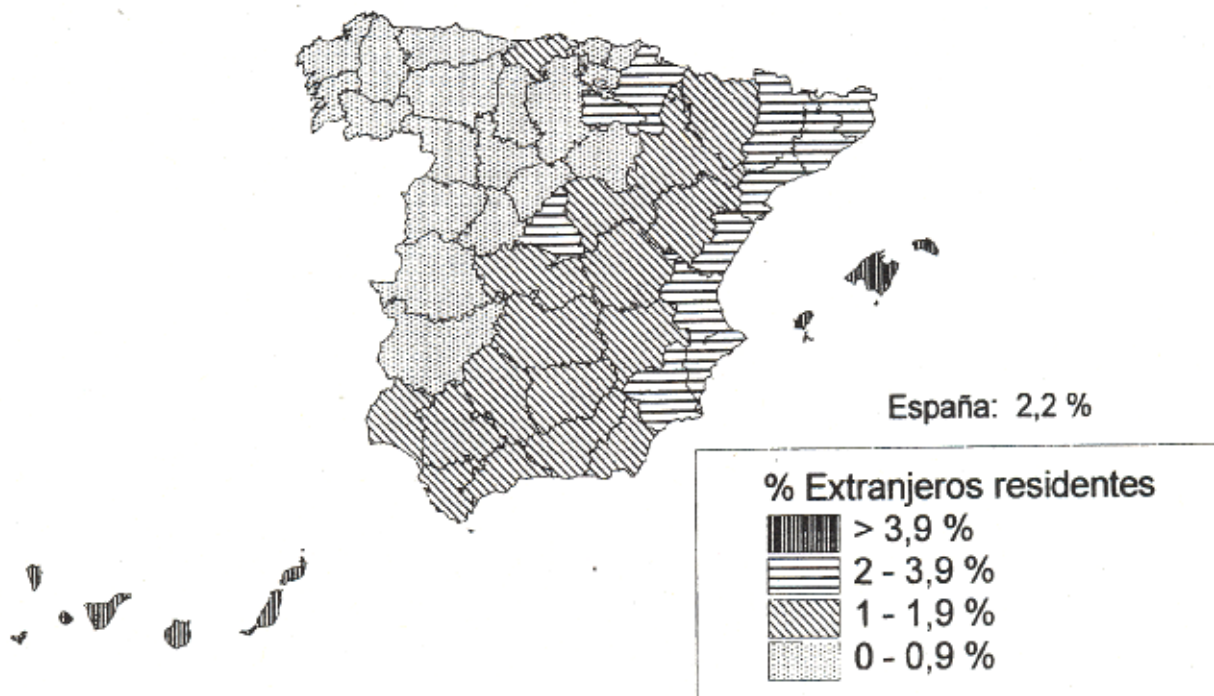 España: 2,2 %
% Extranjeros residentes
> 3,9 %
2 - 3,9 %
1 - 1,9 %
0 - 0,9 %